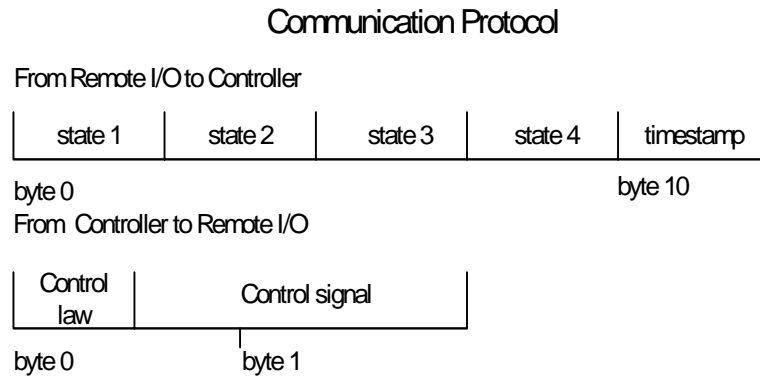 Communication Protocol
From Remote I/O to Controller
state 1 state 2 state 3 state 4 timestamp
byte 0 byte 10
From Controller to Remote I/O
Control
law
Control signal
byte 0 byte 1